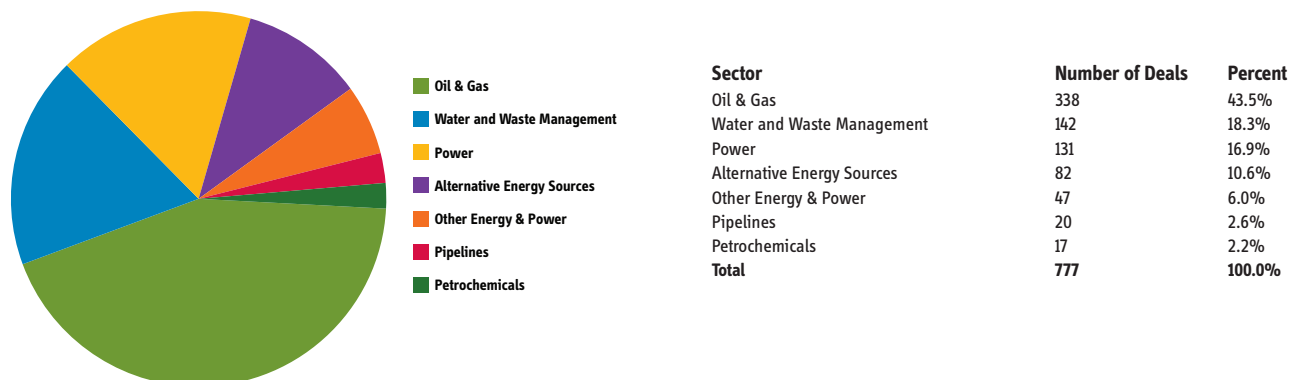 Oil & Gas
Water and Waste Management
Power
Alternative Energy Sources
Other Energy & Power
Pipelines
Petrochemicals
Sector Number of Deals Percent
Oil & Gas 338 43.5%
Water and Waste Management 142 18.3%
Power 131 16.9%
Alternative Energy Sources 82 10.6%
Other Energy & Power 47 6.0%
Pipelines 20 2.6%
Petrochemicals 17 2.2%
Total 777 100.0%